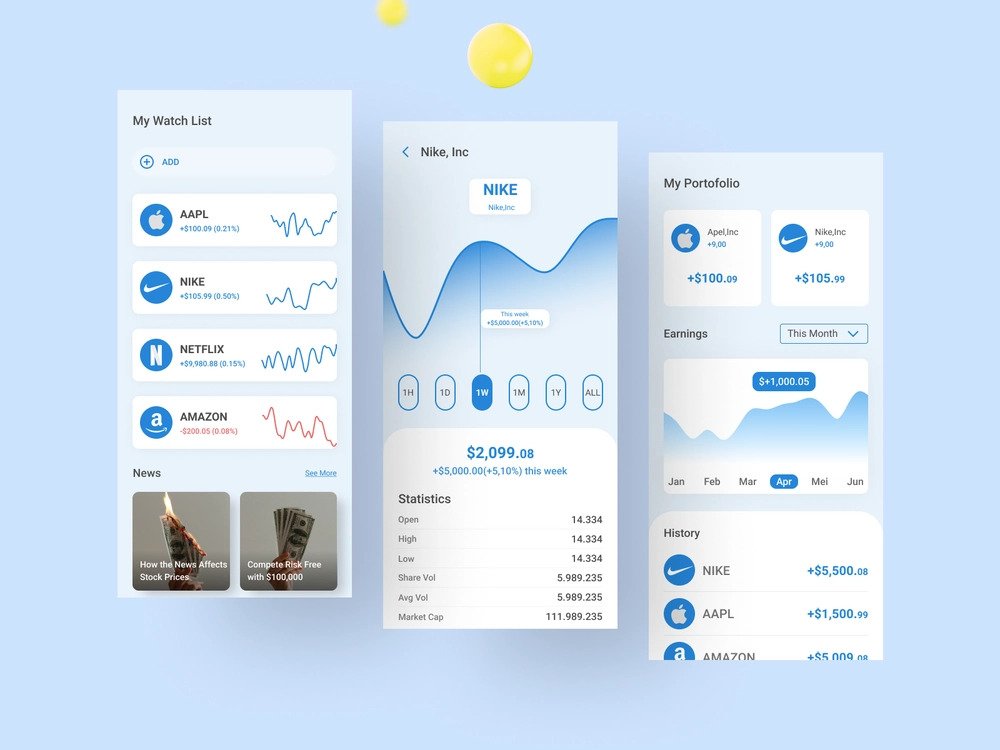 My Watch List
ADD
AAPL
+$100.09 (0.21%)
NIKE
+$105.99 (0.50%)
NETFLIX
+$9,980.88 (0.15%)
AMAZON
-$200.05 (0.08%)
News
See More
How the News Affects
Stock Prices
Compete Risk Free
with $100,000
Nike, Inc
NIKE
Nike,Inc
This week
+$5,000.00(+5,10%)
1H 1D 1W 1M 1Y ALL
$2,099.08
+$5,000.00(+5,10%) this week
Statistics
Open 14.334
High 14.334
Low 14.334
Share Vol 5.989.235
Avg Vol 5.989.235
Market Cap 111.989.235
My Portofolio
Apel,Inc
+9,00
+$100.09
Nike,Inc
+9,00
+$105.99
Earnings
This Month
$+1,000.05
Jan Feb Mar Apr Mei Jun
History
NIKE +$5,500.08
AAPL +$1,500.99
AMAZON +$5,009.08